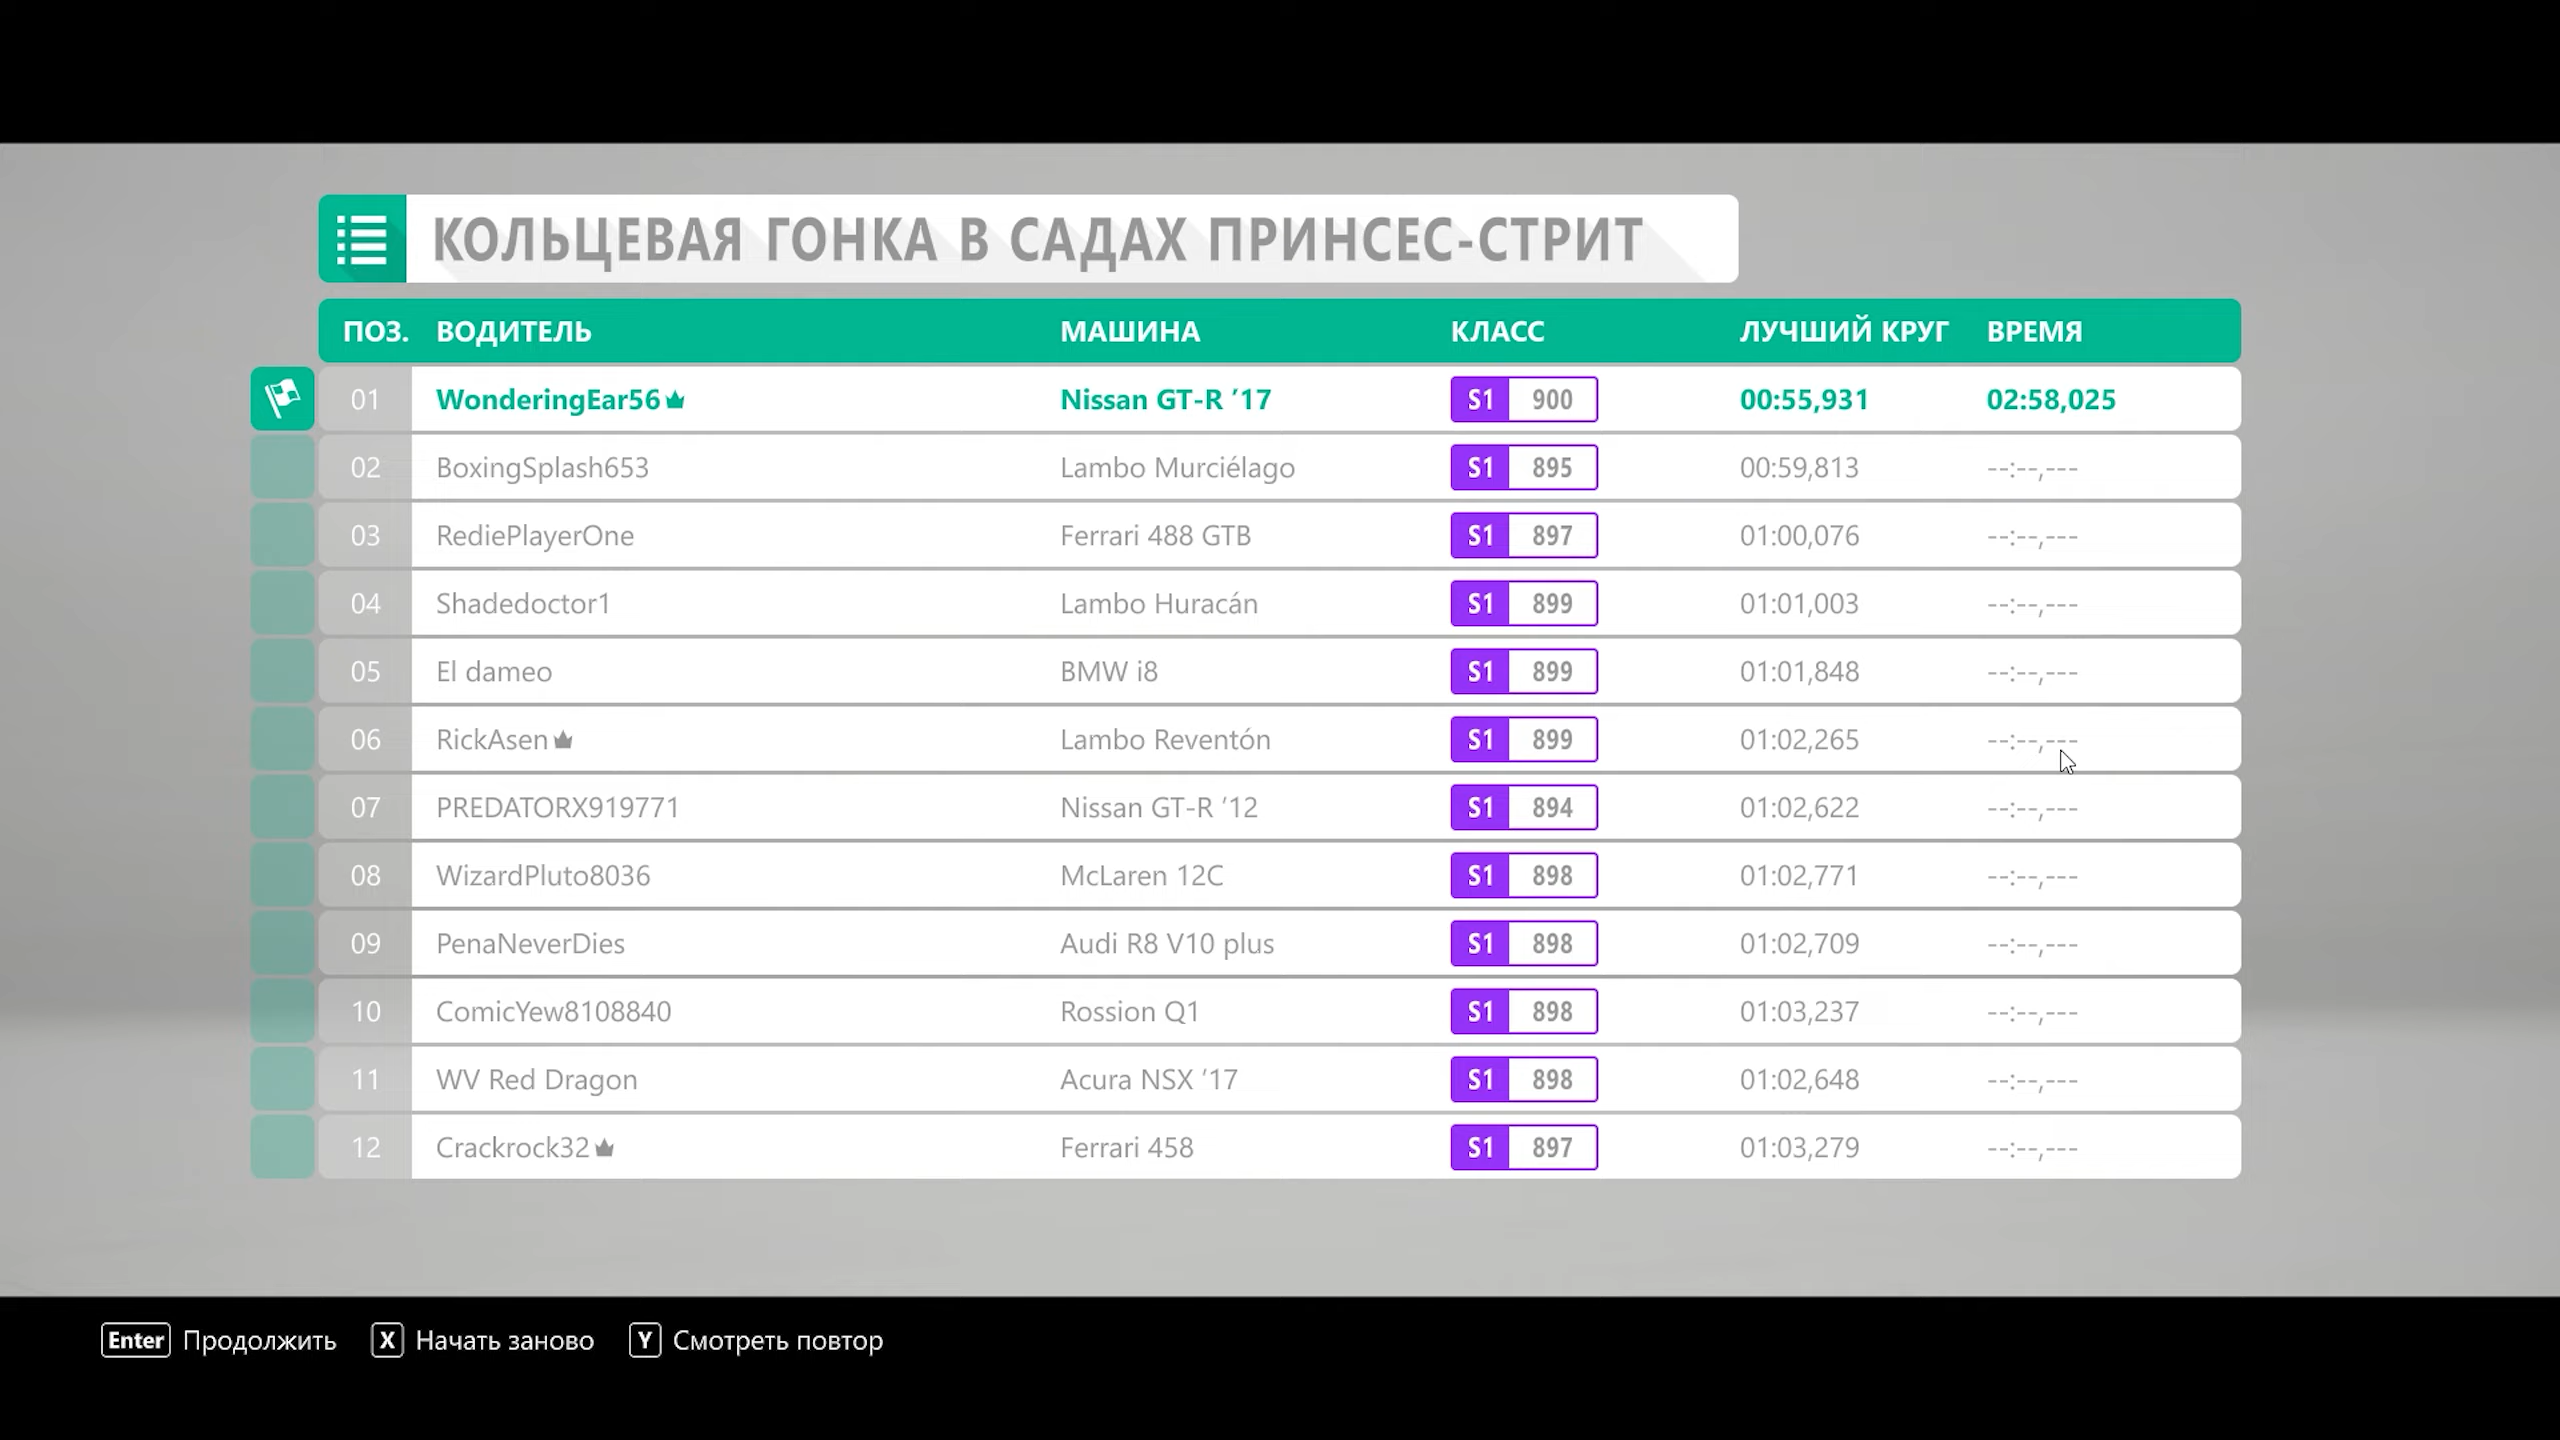 КОЛЬЦЕВАЯ ГОНКА В САДАХ ПРИНСЕС-СТРИТ
ПОЗ. ВОДИТЕЛЬ МАШИНА КЛАСС ЛУЧШИЙ КРУГ ВРЕМЯ
01 WonderingEar56 Nissan GT-R ’17 S1 900 00:55,931 02:58,025
02 BoxingSplash653 Lambo Murciélago S1 895 00:59,813 --:--,---
03 RediePlayerOne Ferrari 488 GTB S1 897 01:00,076 --:--,---
04 Shadedoctor1 Lambo Huracán S1 899 01:01,003 --:--,---
05 El dameo BMW i8 S1 899 01:01,848 --:--,---
06 RickAsen Lambo Reventón S1 899 01:02,265 --:--,---
07 PREDATORX919771 Nissan GT-R ’12 S1 894 01:02,622 --:--,---
08 WizardPluto8036 McLaren 12C S1 898 01:02,771 --:--,---
09 PenaNeverDies Audi R8 V10 plus S1 898 01:02,709 --:--,---
10 ComicYew8108840 Rossion Q1 S1 898 01:03,237 --:--,---
11 WV Red Dragon Acura NSX ’17 S1 898 01:02,648 --:--,---
12 Crackrock32 Ferrari 458 S1 897 01:03,279 --:--,---
Enter Продолжить X Начать заново Y Смотреть повтор